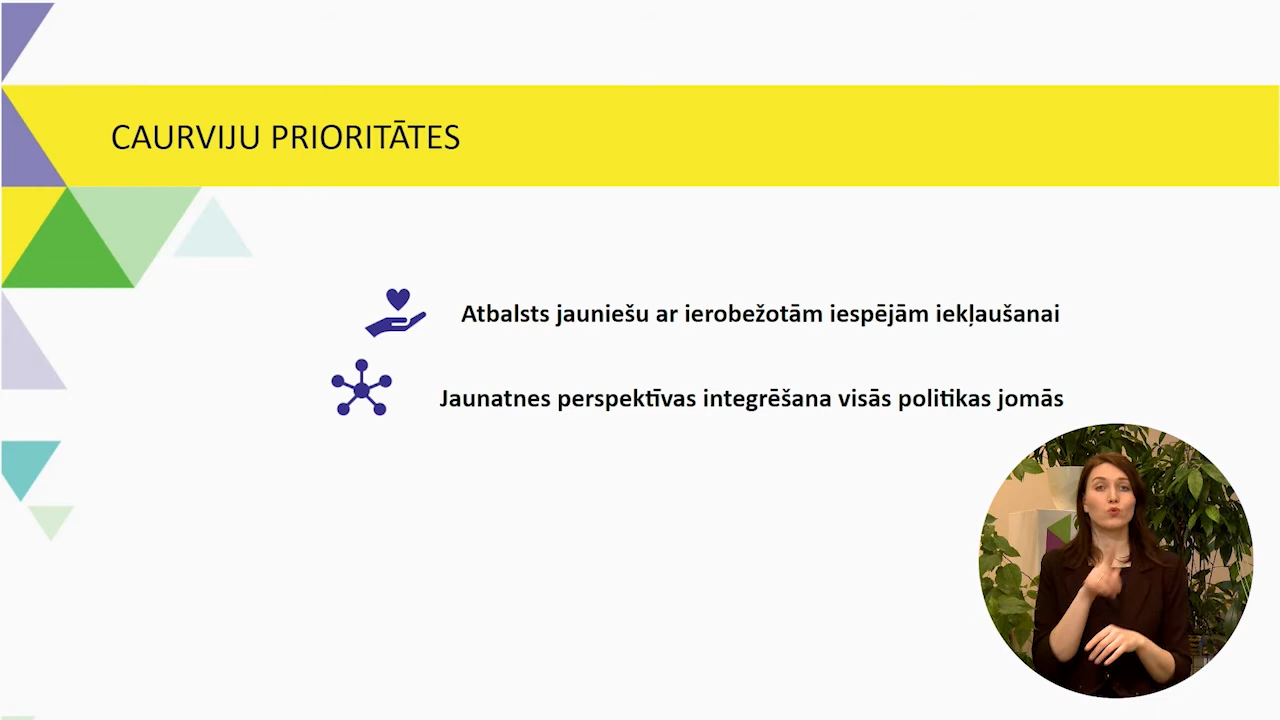 CAURVIJU PRIORITĀTES
Atbalsts jauniešu ar ierobežotām iespējām iekļaušanai
Jaunatnes perspektīvas integrēšana visās politikas jomās